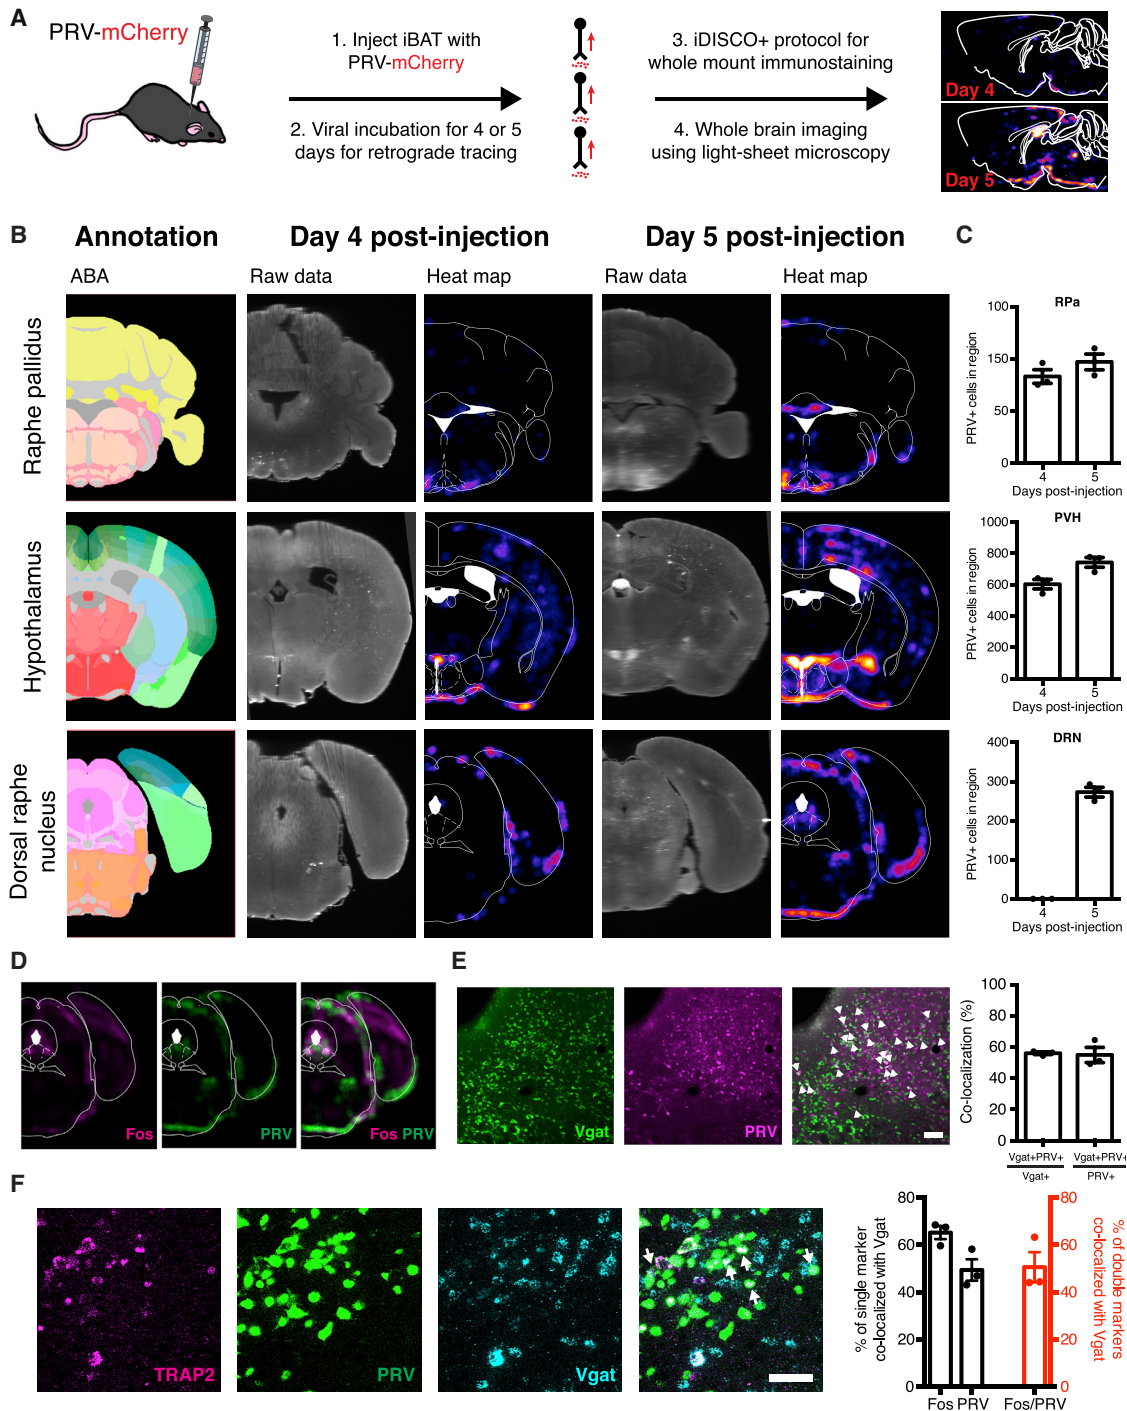 A
PRV-mCherry
1. Inject iBAT with
PRV-mCherry
2. Viral incubation for 4 or 5
days for retrograde tracing
3. iDISCO+ protocol for
whole mount immunostaining
4. Whole brain imaging
using light-sheet microscopy
Day 4
Day 5
B
Annotation
Day 4 post-injection
Day 5 post-injection
ABA
Raw data
Heat map
Raw data
Heat map
Raphe pallidus
Hypothalamus
Dorsal raphe
nucleus
C
RPa
PRV+ cells in region
100
150
50
0
4
5
Days post-injection
PVH
PRV+ cells in region
1000
800
600
400
200
0
4
5
Days post-injection
DRN
PRV+ cells in region
400
300
200
100
0
4
5
Days post-injection
D
Fos
PRV
Fos PRV
E
Vgat
PRV
Co-localization (%)
100
80
60
40
20
0
Vgat+PRV+
Vgat+
Vgat+PRV+
PRV+
F
TRAP2
PRV
Vgat
% of single marker
co-localized with Vgat
80
60
40
20
0
80
60
40
20
0
% of double markers
co-localized with Vgat
Fos PRV
Fos/PRV